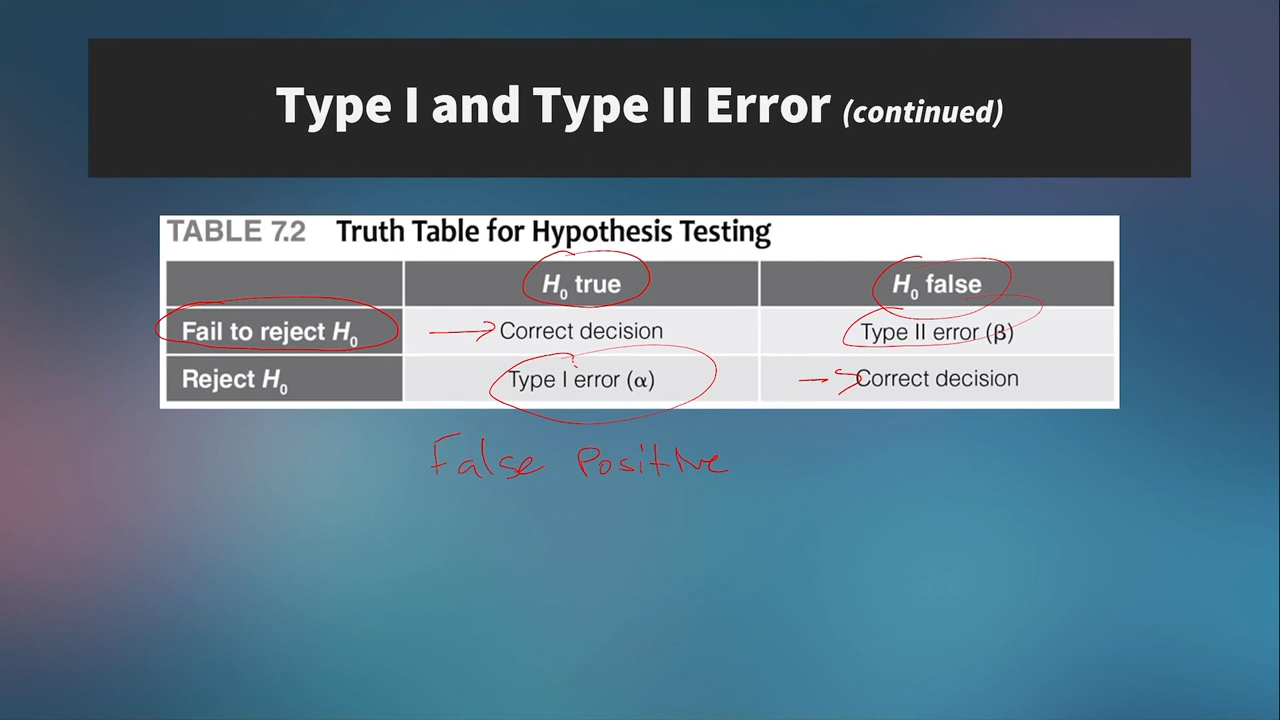 Type I and Type II Error (continued)
TABLE 7.2 Truth Table for Hypothesis Testing
H₀ true H₀ false
Fail to reject H₀ Correct decision Type II error (β)
Reject H₀ Type I error (α) Correct decision
False Positive